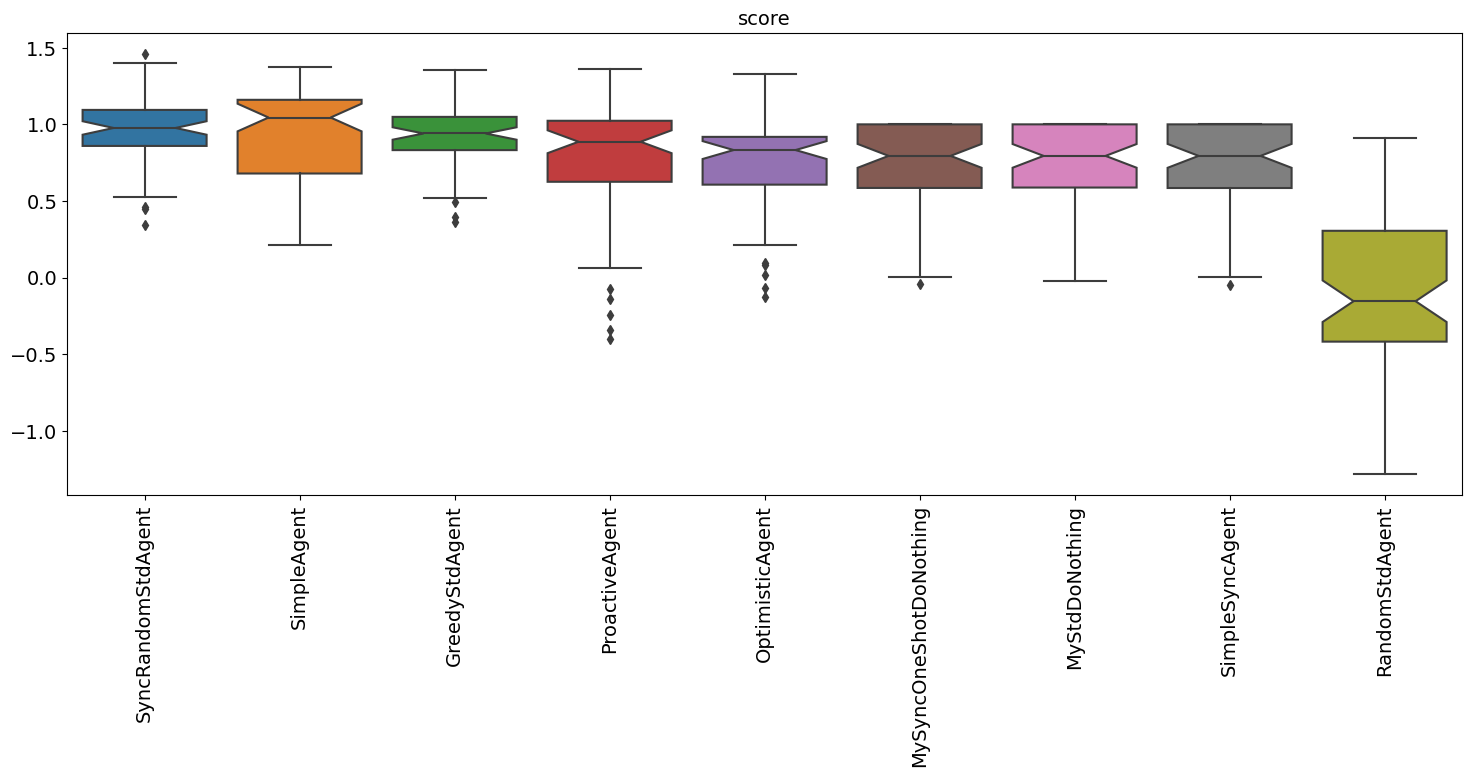 score
1.5
1.0
0.5
0.0
−0.5
−1.0
SyncRandomStdAgent
SimpleAgent
GreedyStdAgent
ProactiveAgent
OptimisticAgent
MySyncOneShotDoNothing
MyStdDoNothing
SimpleSyncAgent
RandomStdAgent